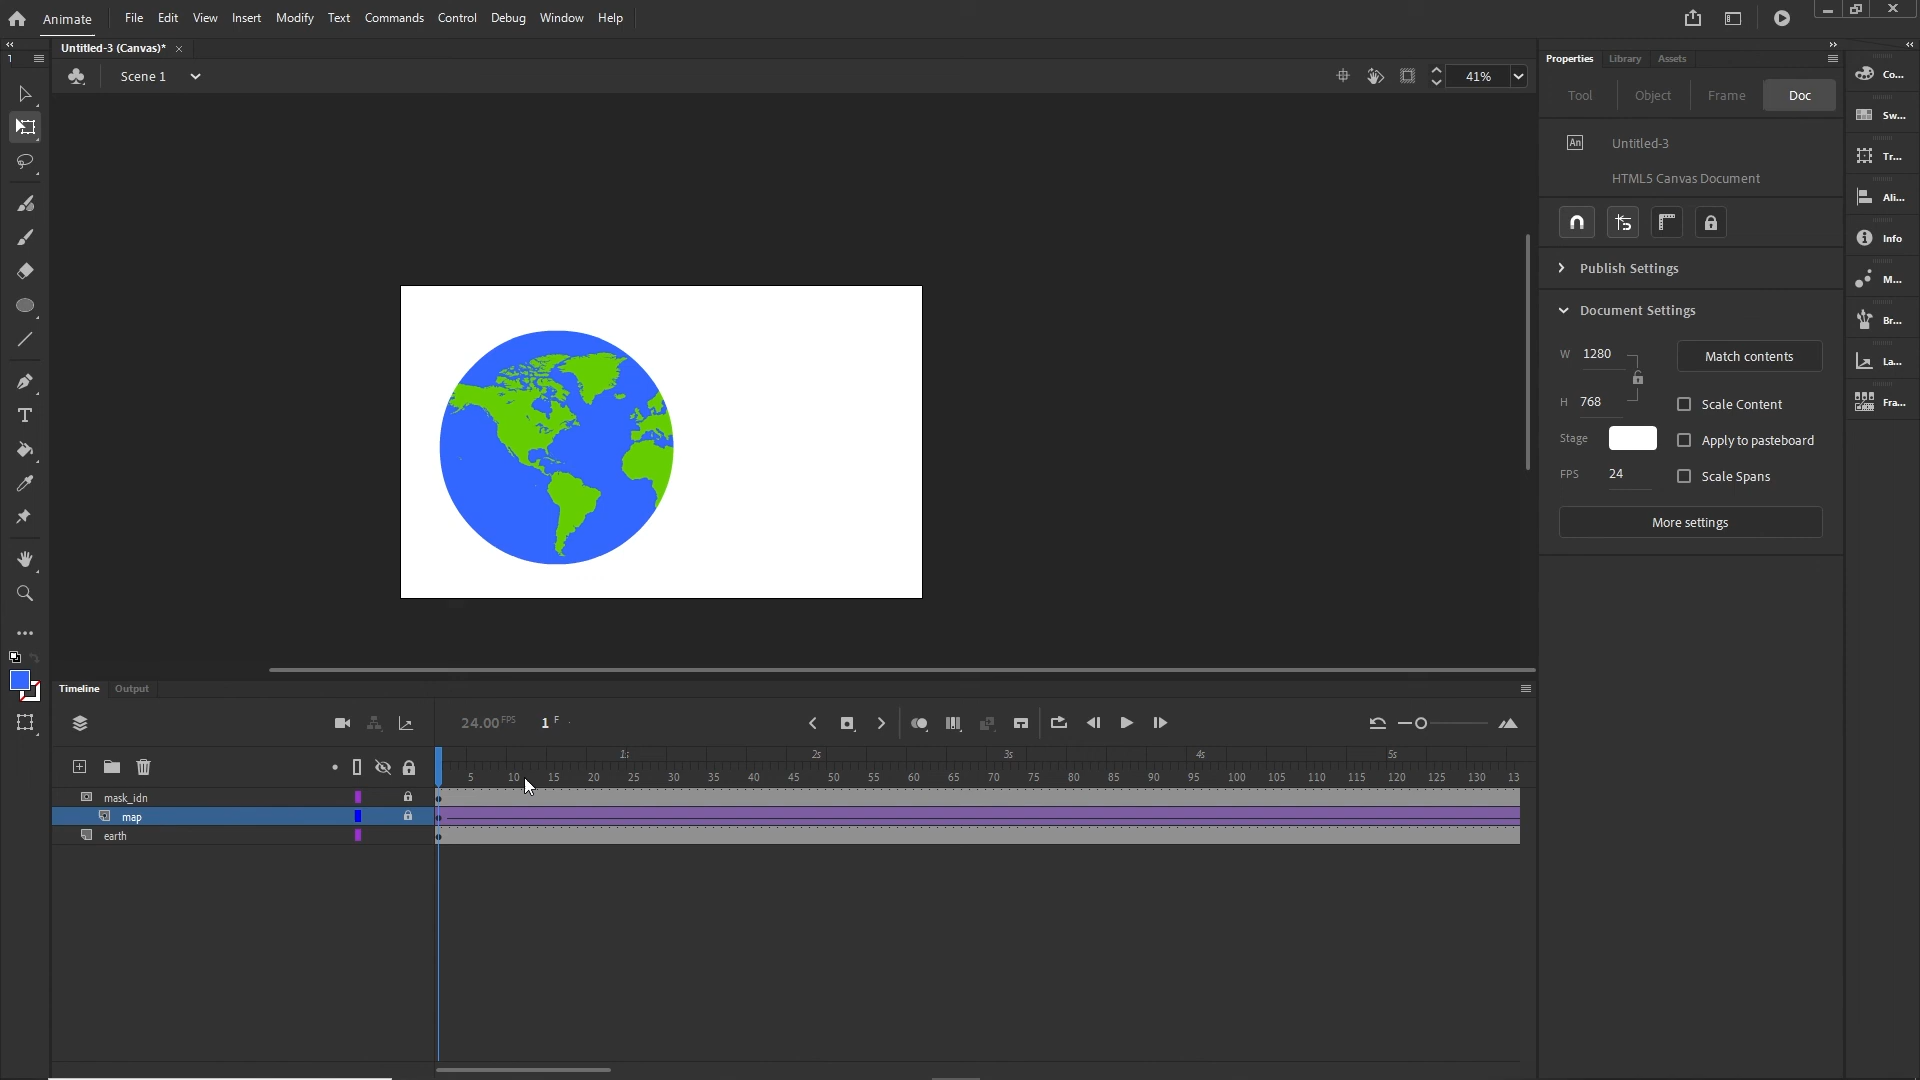 Animate File Edit View Insert Modify Text Commands Control Debug Window Help
Untitled-3 (Canvas)*
Scene 1
41%
Properties Library Assets
Tool Object Frame Doc
An Untitled-3
HTML5 Canvas Document
Publish Settings
Document Settings
W 1280
Match contents
H 768
Scale Content
Stage
Apply to pasteboard
FPS 24
Scale Spans
More settings
Co...
Sw...
Tr...
Ali...
Info
M...
Br...
La...
Fra...
T
Timeline Output
24.00 FPS 1 F
1s 2s 3s 4s 5s
5 10 15 20 25 30 35 40 45 50 55 60 65 70 75 80 85 90 95 100 105 110 115 120 125 130 13
mask_idn
map
earth